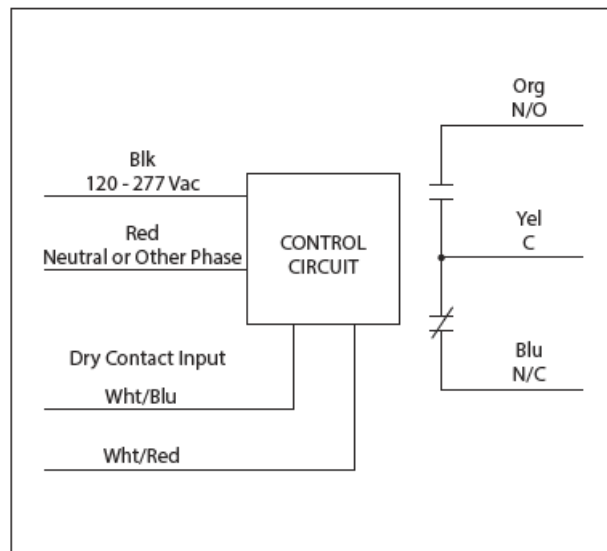 Blk
120 - 277 Vac
Red
Neutral or Other Phase
Dry Contact Input
Wht/Blu
Wht/Red
CONTROL
CIRCUIT
Org
N/O
Yel
C
Blu
N/C